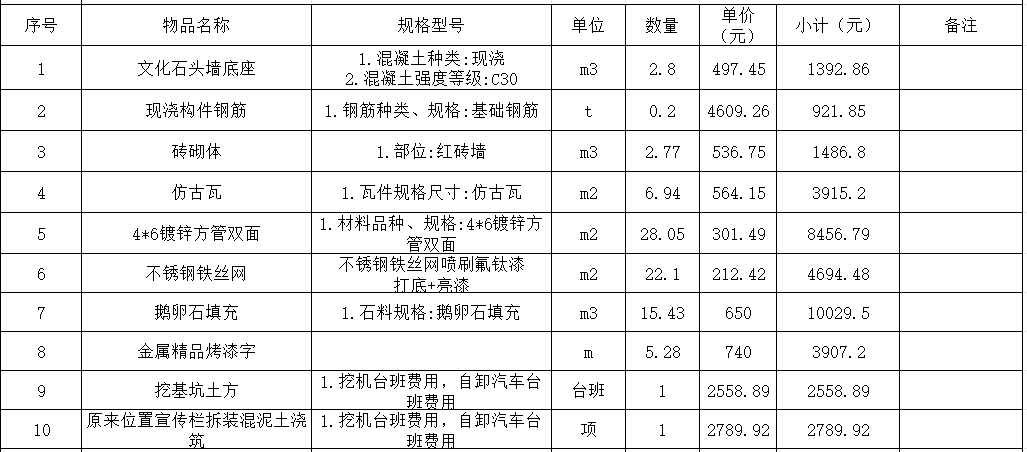 序号 物品名称 规格型号 单位 数量 单价（元） 小计（元） 备注
1 文化石头墙底座 1.混凝土种类:现浇 2.混凝土强度等级:C30 m3 2.8 497.45 1392.86
2 现浇构件钢筋 1.钢筋种类、规格:基础钢筋 t 0.2 4609.26 921.85
3 砖砌体 1.部位:红砖墙 m3 2.77 536.75 1486.8
4 仿古瓦 1.瓦件规格尺寸:仿古瓦 m2 6.94 564.15 3915.2
5 4*6镀锌方管双面 1.材料品种、规格:4*6镀锌方管双面 m2 28.05 301.49 8456.79
6 不锈钢铁丝网 不锈钢铁丝网喷刷氟钛漆打底+亮漆 m2 22.1 212.42 4694.48
7 鹅卵石填充 1.石料规格:鹅卵石填充 m3 15.43 650 10029.5
8 金属精品烤漆字 m 5.28 740 3907.2
9 挖基坑土方 1.挖机台班费用，自卸汽车台班费用 台班 1 2558.89 2558.89
10 原来位置宣传栏拆装混泥土浇筑 1.挖机台班费用，自卸汽车台班费用 项 1 2789.92 2789.92